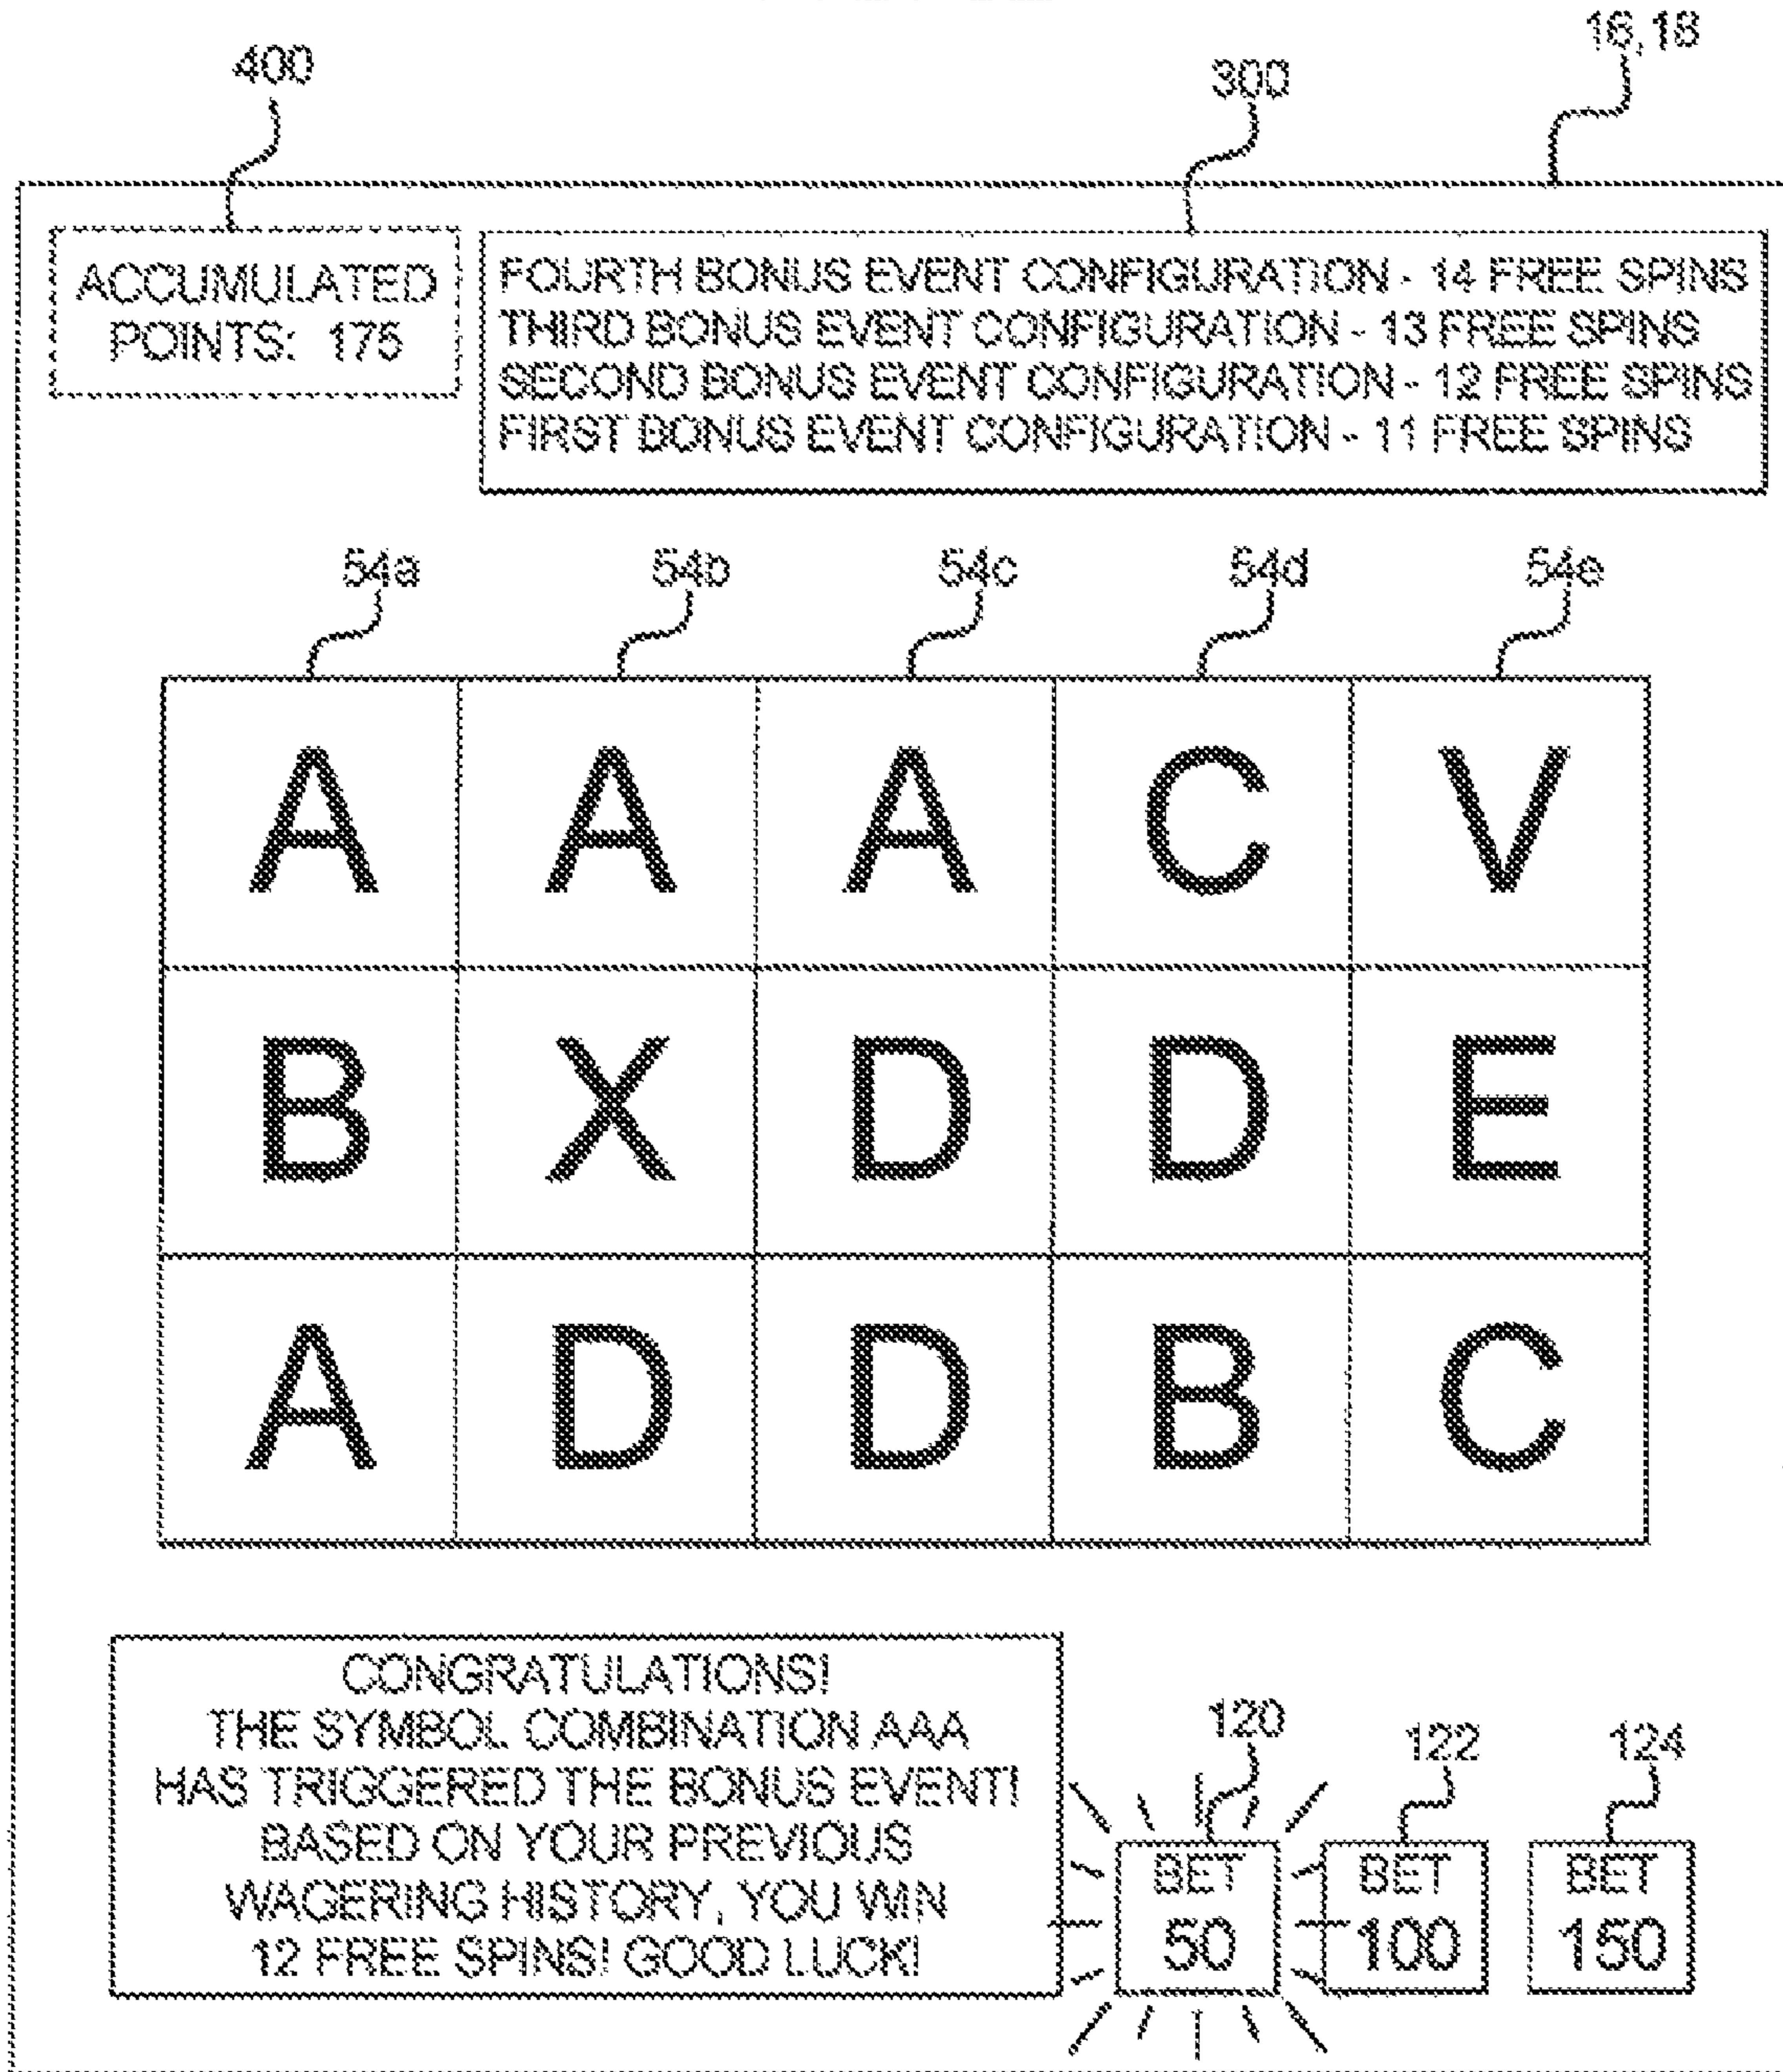 16,18
400
300
ACCUMULATED
POINTS: 175
FOURTH BONUS EVENT CONFIGURATION - 14 FREE SPINS
THIRD BONUS EVENT CONFIGURATION - 13 FREE SPINS
SECOND BONUS EVENT CONFIGURATION - 12 FREE SPINS
FIRST BONUS EVENT CONFIGURATION - 11 FREE SPINS
54a 54b 54c 54d 54e
A A A C V
B X D D E
A D D B C
CONGRATULATIONS!
THE SYMBOL COMBINATION AAA
HAS TRIGGERED THE BONUS EVENT!
BASED ON YOUR PREVIOUS
WAGERING HISTORY, YOU WIN
12 FREE SPINS! GOOD LUCK!
120 122 124
BET BET BET
50 100 150